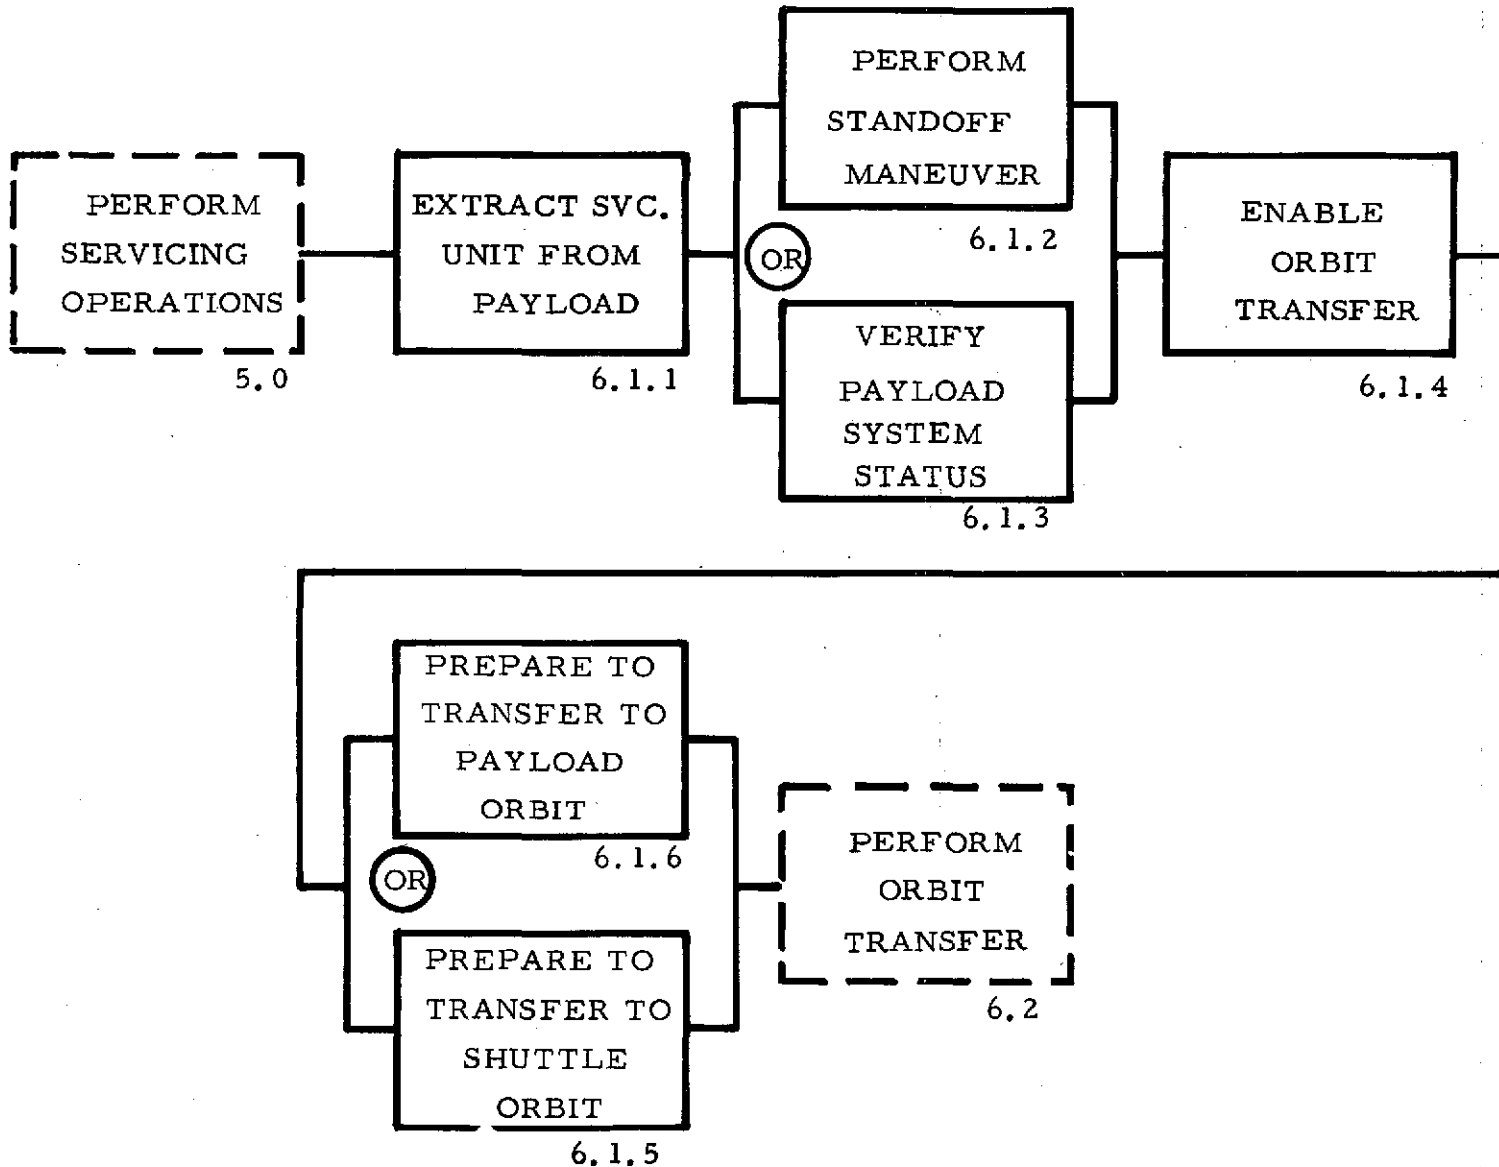 PERFORM
SERVICING
OPERATIONS
5.0
EXTRACT SVC.
UNIT FROM
PAYLOAD
6.1.1
OR
PERFORM
STANDOFF
MANEUVER
6.1.2
VERIFY
PAYLOAD
SYSTEM
STATUS
6.1.3
ENABLE
ORBIT
TRANSFER
6.1.4
PREPARE TO
TRANSFER TO
PAYLOAD
ORBIT
6.1.6
OR
PREPARE TO
TRANSFER TO
SHUTTLE
ORBIT
6.1.5
PERFORM
ORBIT
TRANSFER
6.2